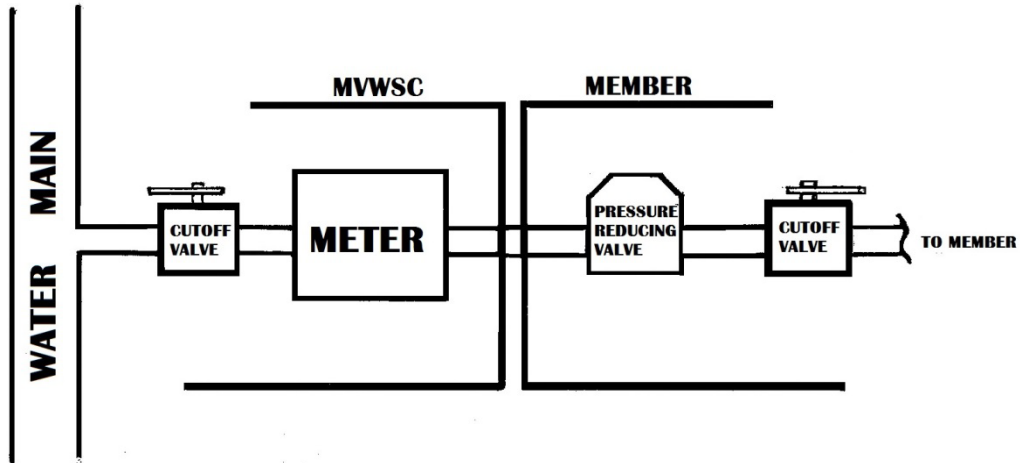 MVWSC
MEMBER
WATER MAIN
CUTOFF
VALVE
METER
PRESSURE
REDUCING
VALVE
CUTOFF
VALVE
TO MEMBER